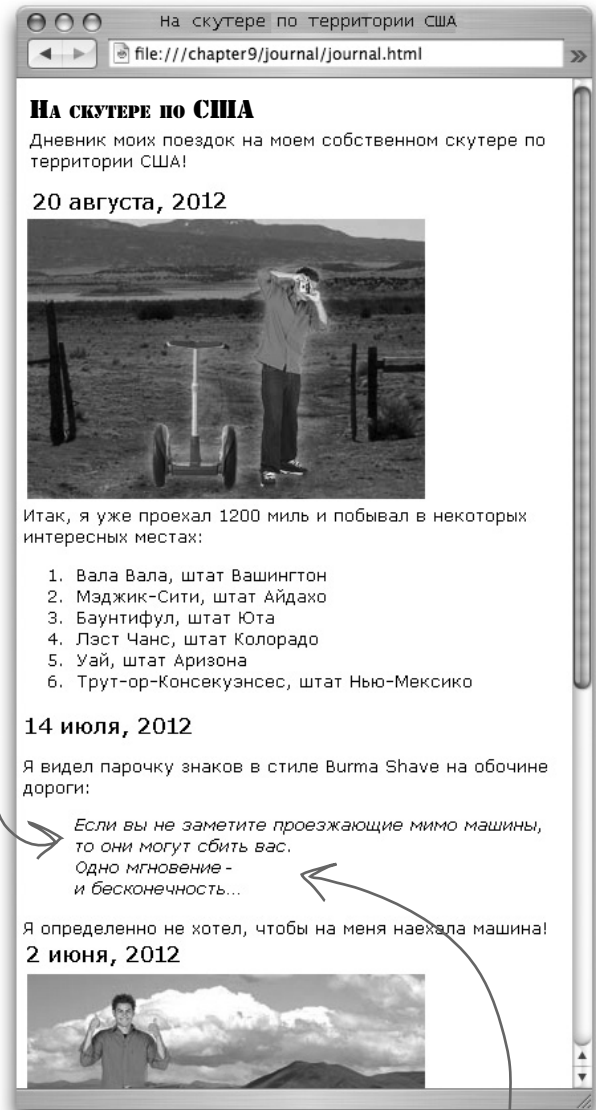 На скутере по территории США
file:///chapter9/journal/journal.html
На скутере по США
Дневник моих поездок на моем собственном скутере по
территории США!
20 августа, 2012
Итак, я уже проехал 1200 миль и побывал в некоторых
интересных местах:
1. Вала Вала, штат Вашингтон
2. Мэджик-Сити, штат Айдахо
3. Баунтифул, штат Юта
4. Лэст Чанс, штат Колорадо
5. Уай, штат Аризона
6. Трут-ор-Консекуэнсес, штат Нью-Мексико
14 июля, 2012
Я видел парочку знаков в стиле Burma Shave на обочине
дороги:
Если вы не заметите проезжающие мимо машины,
то они могут сбить вас.
Одно мгновение -
и бесконечность...
Я определенно не хотел, чтобы на меня наехала машина!
2 июня, 2012